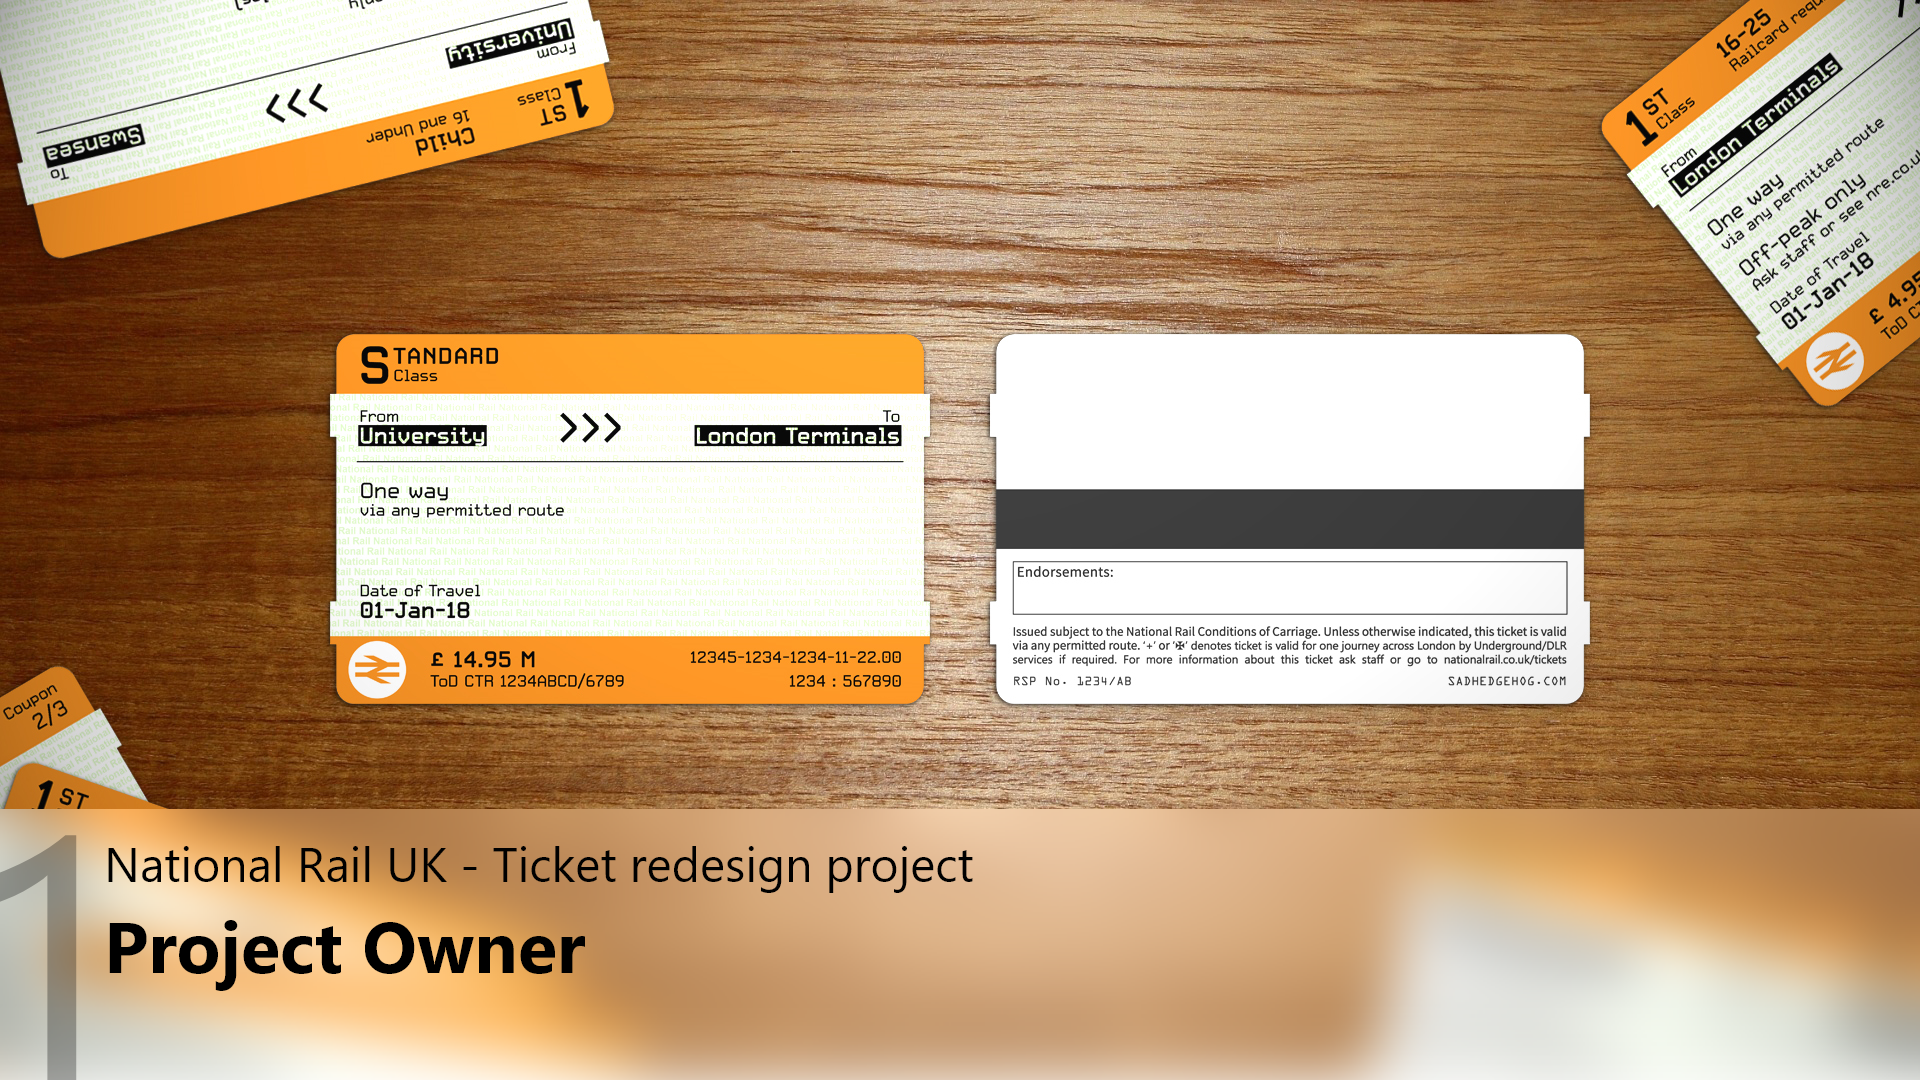 only
From
University
1ST
Class
Child
16 and Under
To
Swansea
16-25
Railcard
1ST
Class
From
London Terminals
One way
via any permitted route
Off-peak only
Ask staff or see nre.co.u
Date of Travel
01-Jan-18
£ 4.95
ToD
STANDARD
Class
From To
University >>> London Terminals
One way
via any permitted route
Date of Travel
01-Jan-18
£ 14.95 M 12345-1234-1234-11-22.00
ToD CTR 1234ABCD/6789 1234 : 567890
Endorsements:
Issued subject to the National Rail Conditions of Carriage. Unless otherwise indicated, this ticket is valid
via any permitted route. '+' or '✠' denotes ticket is valid for one journey across London by Underground/DLR
services if required. For more information about this ticket ask staff or go to nationalrail.co.uk/tickets
RSP No. 1234/AB SADHEDGEHOG.COM
Coupon
2/3
1ST
1
National Rail UK - Ticket redesign project
Project Owner